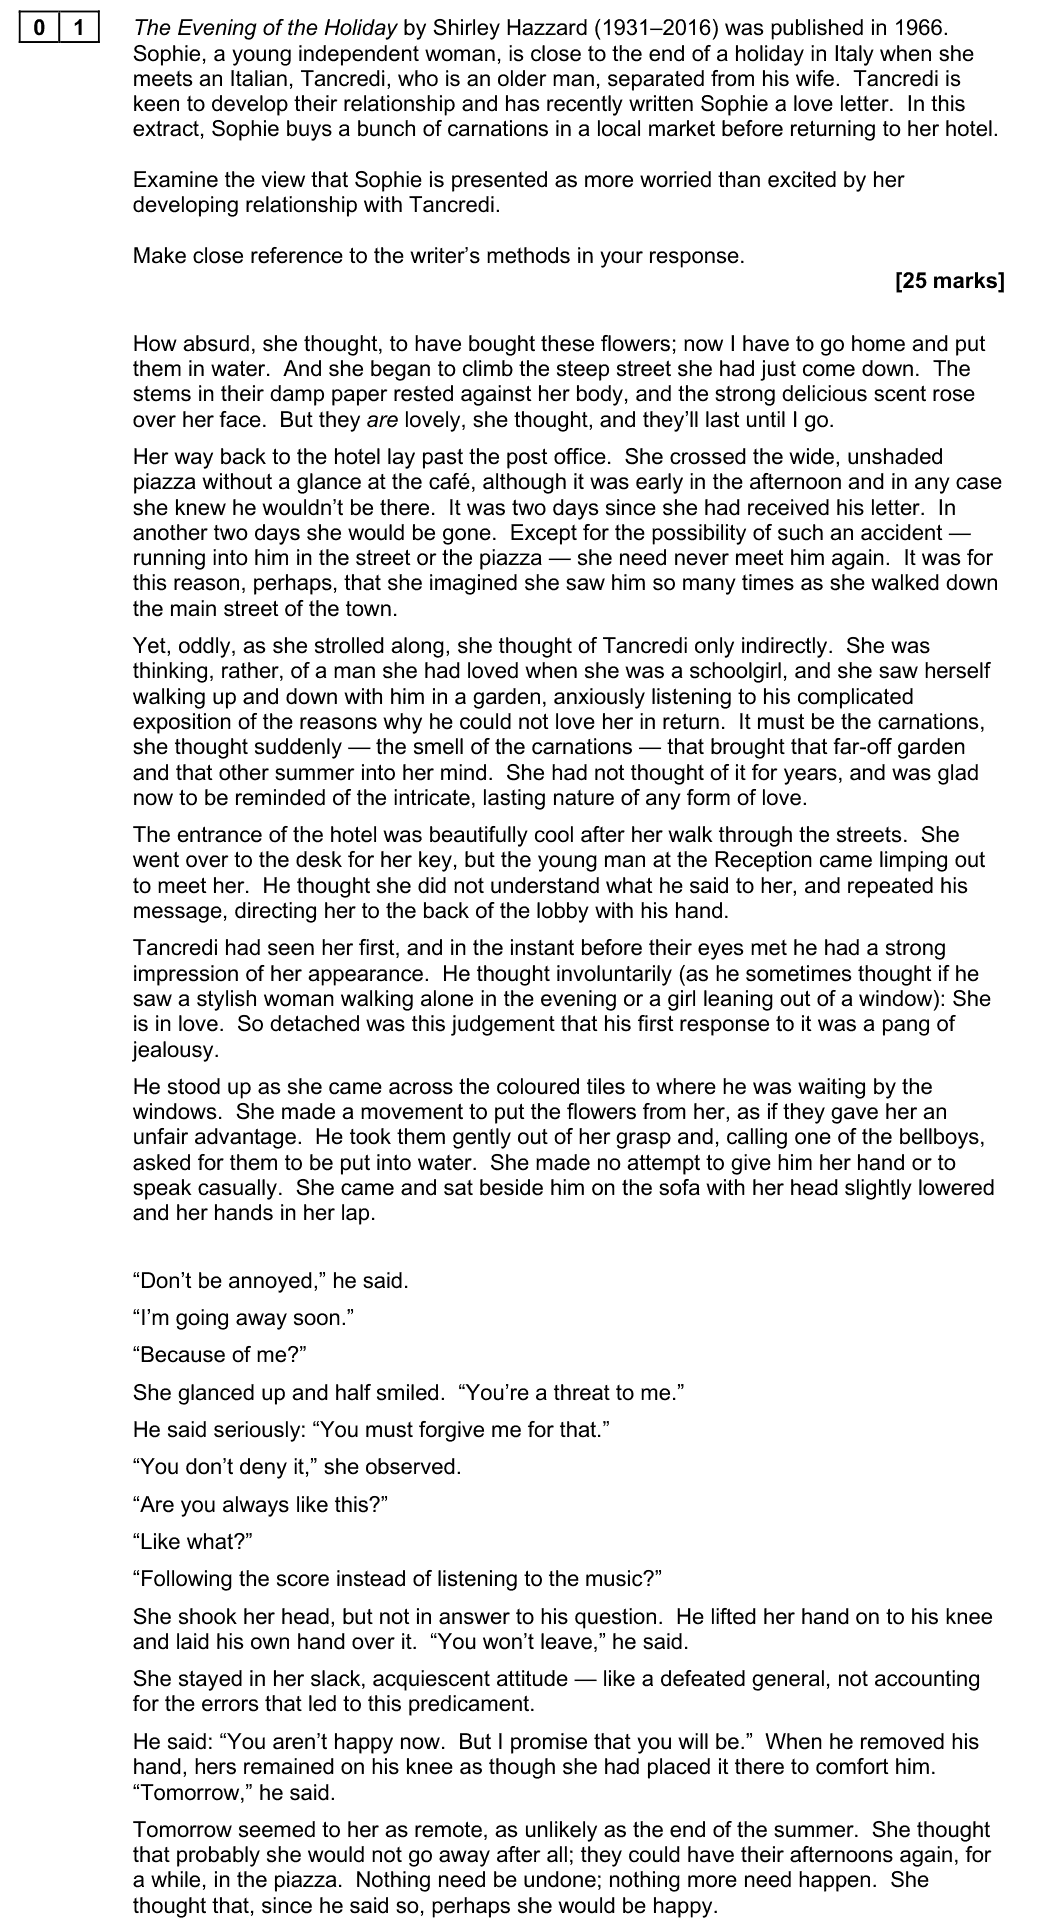 0 1 The Evening of the Holiday by Shirley Hazzard (1931–2016) was published in 1966.
Sophie, a young independent woman, is close to the end of a holiday in Italy when she
meets an Italian, Tancredi, who is an older man, separated from his wife. Tancredi is
keen to develop their relationship and has recently written Sophie a love letter. In this
extract, Sophie buys a bunch of carnations in a local market before returning to her hotel.
Examine the view that Sophie is presented as more worried than excited by her
developing relationship with Tancredi.
Make close reference to the writer’s methods in your response.
[25 marks]
How absurd, she thought, to have bought these flowers; now I have to go home and put
them in water. And she began to climb the steep street she had just come down. The
stems in their damp paper rested against her body, and the strong delicious scent rose
over her face. But they are lovely, she thought, and they’ll last until I go.
Her way back to the hotel lay past the post office. She crossed the wide, unshaded
piazza without a glance at the café, although it was early in the afternoon and in any case
she knew he wouldn’t be there. It was two days since she had received his letter. In
another two days she would be gone. Except for the possibility of such an accident —
running into him in the street or the piazza — she need never meet him again. It was for
this reason, perhaps, that she imagined she saw him so many times as she walked down
the main street of the town.
Yet, oddly, as she strolled along, she thought of Tancredi only indirectly. She was
thinking, rather, of a man she had loved when she was a schoolgirl, and she saw herself
walking up and down with him in a garden, anxiously listening to his complicated
exposition of the reasons why he could not love her in return. It must be the carnations,
she thought suddenly — the smell of the carnations — that brought that far-off garden
and that other summer into her mind. She had not thought of it for years, and was glad
now to be reminded of the intricate, lasting nature of any form of love.
The entrance of the hotel was beautifully cool after her walk through the streets. She
went over to the desk for her key, but the young man at the Reception came limping out
to meet her. He thought she did not understand what he said to her, and repeated his
message, directing her to the back of the lobby with his hand.
Tancredi had seen her first, and in the instant before their eyes met he had a strong
impression of her appearance. He thought involuntarily (as he sometimes thought if he
saw a stylish woman walking alone in the evening or a girl leaning out of a window): She
is in love. So detached was this judgement that his first response to it was a pang of
jealousy.
He stood up as she came across the coloured tiles to where he was waiting by the
windows. She made a movement to put the flowers from her, as if they gave her an
unfair advantage. He took them gently out of her grasp and, calling one of the bellboys,
asked for them to be put into water. She made no attempt to give him her hand or to
speak casually. She came and sat beside him on the sofa with her head slightly lowered
and her hands in her lap.
“Don’t be annoyed,” he said.
“I’m going away soon.”
“Because of me?”
She glanced up and half smiled. “You’re a threat to me.”
He said seriously: “You must forgive me for that.”
“You don’t deny it,” she observed.
“Are you always like this?”
“Like what?”
“Following the score instead of listening to the music?”
She shook her head, but not in answer to his question. He lifted her hand on to his knee
and laid his own hand over it. “You won’t leave,” he said.
She stayed in her slack, acquiescent attitude — like a defeated general, not accounting
for the errors that led to this predicament.
He said: “You aren’t happy now. But I promise that you will be.” When he removed his
hand, hers remained on his knee as though she had placed it there to comfort him.
“Tomorrow,” he said.
Tomorrow seemed to her as remote, as unlikely as the end of the summer. She thought
that probably she would not go away after all; they could have their afternoons again, for
a while, in the piazza. Nothing need be undone; nothing more need happen. She
thought that, since he said so, perhaps she would be happy.